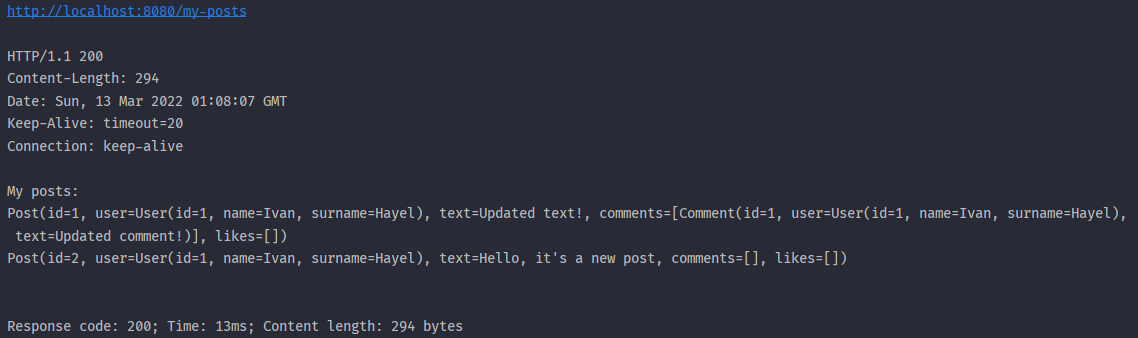 http://localhost:8080/my-posts
HTTP/1.1 200
Content-Length: 294
Date: Sun, 13 Mar 2022 01:08:07 GMT
Keep-Alive: timeout=20
Connection: keep-alive
My posts:
Post(id=1, user=User(id=1, name=Ivan, surname=Hayel), text=Updated text!, comments=[Comment(id=1, user=User(id=1, name=Ivan, surname=Hayel),
text=Updated comment!)], likes=[])
Post(id=2, user=User(id=1, name=Ivan, surname=Hayel), text=Hello, it's a new post, comments=[], likes=[])
Response code: 200; Time: 13ms; Content length: 294 bytes